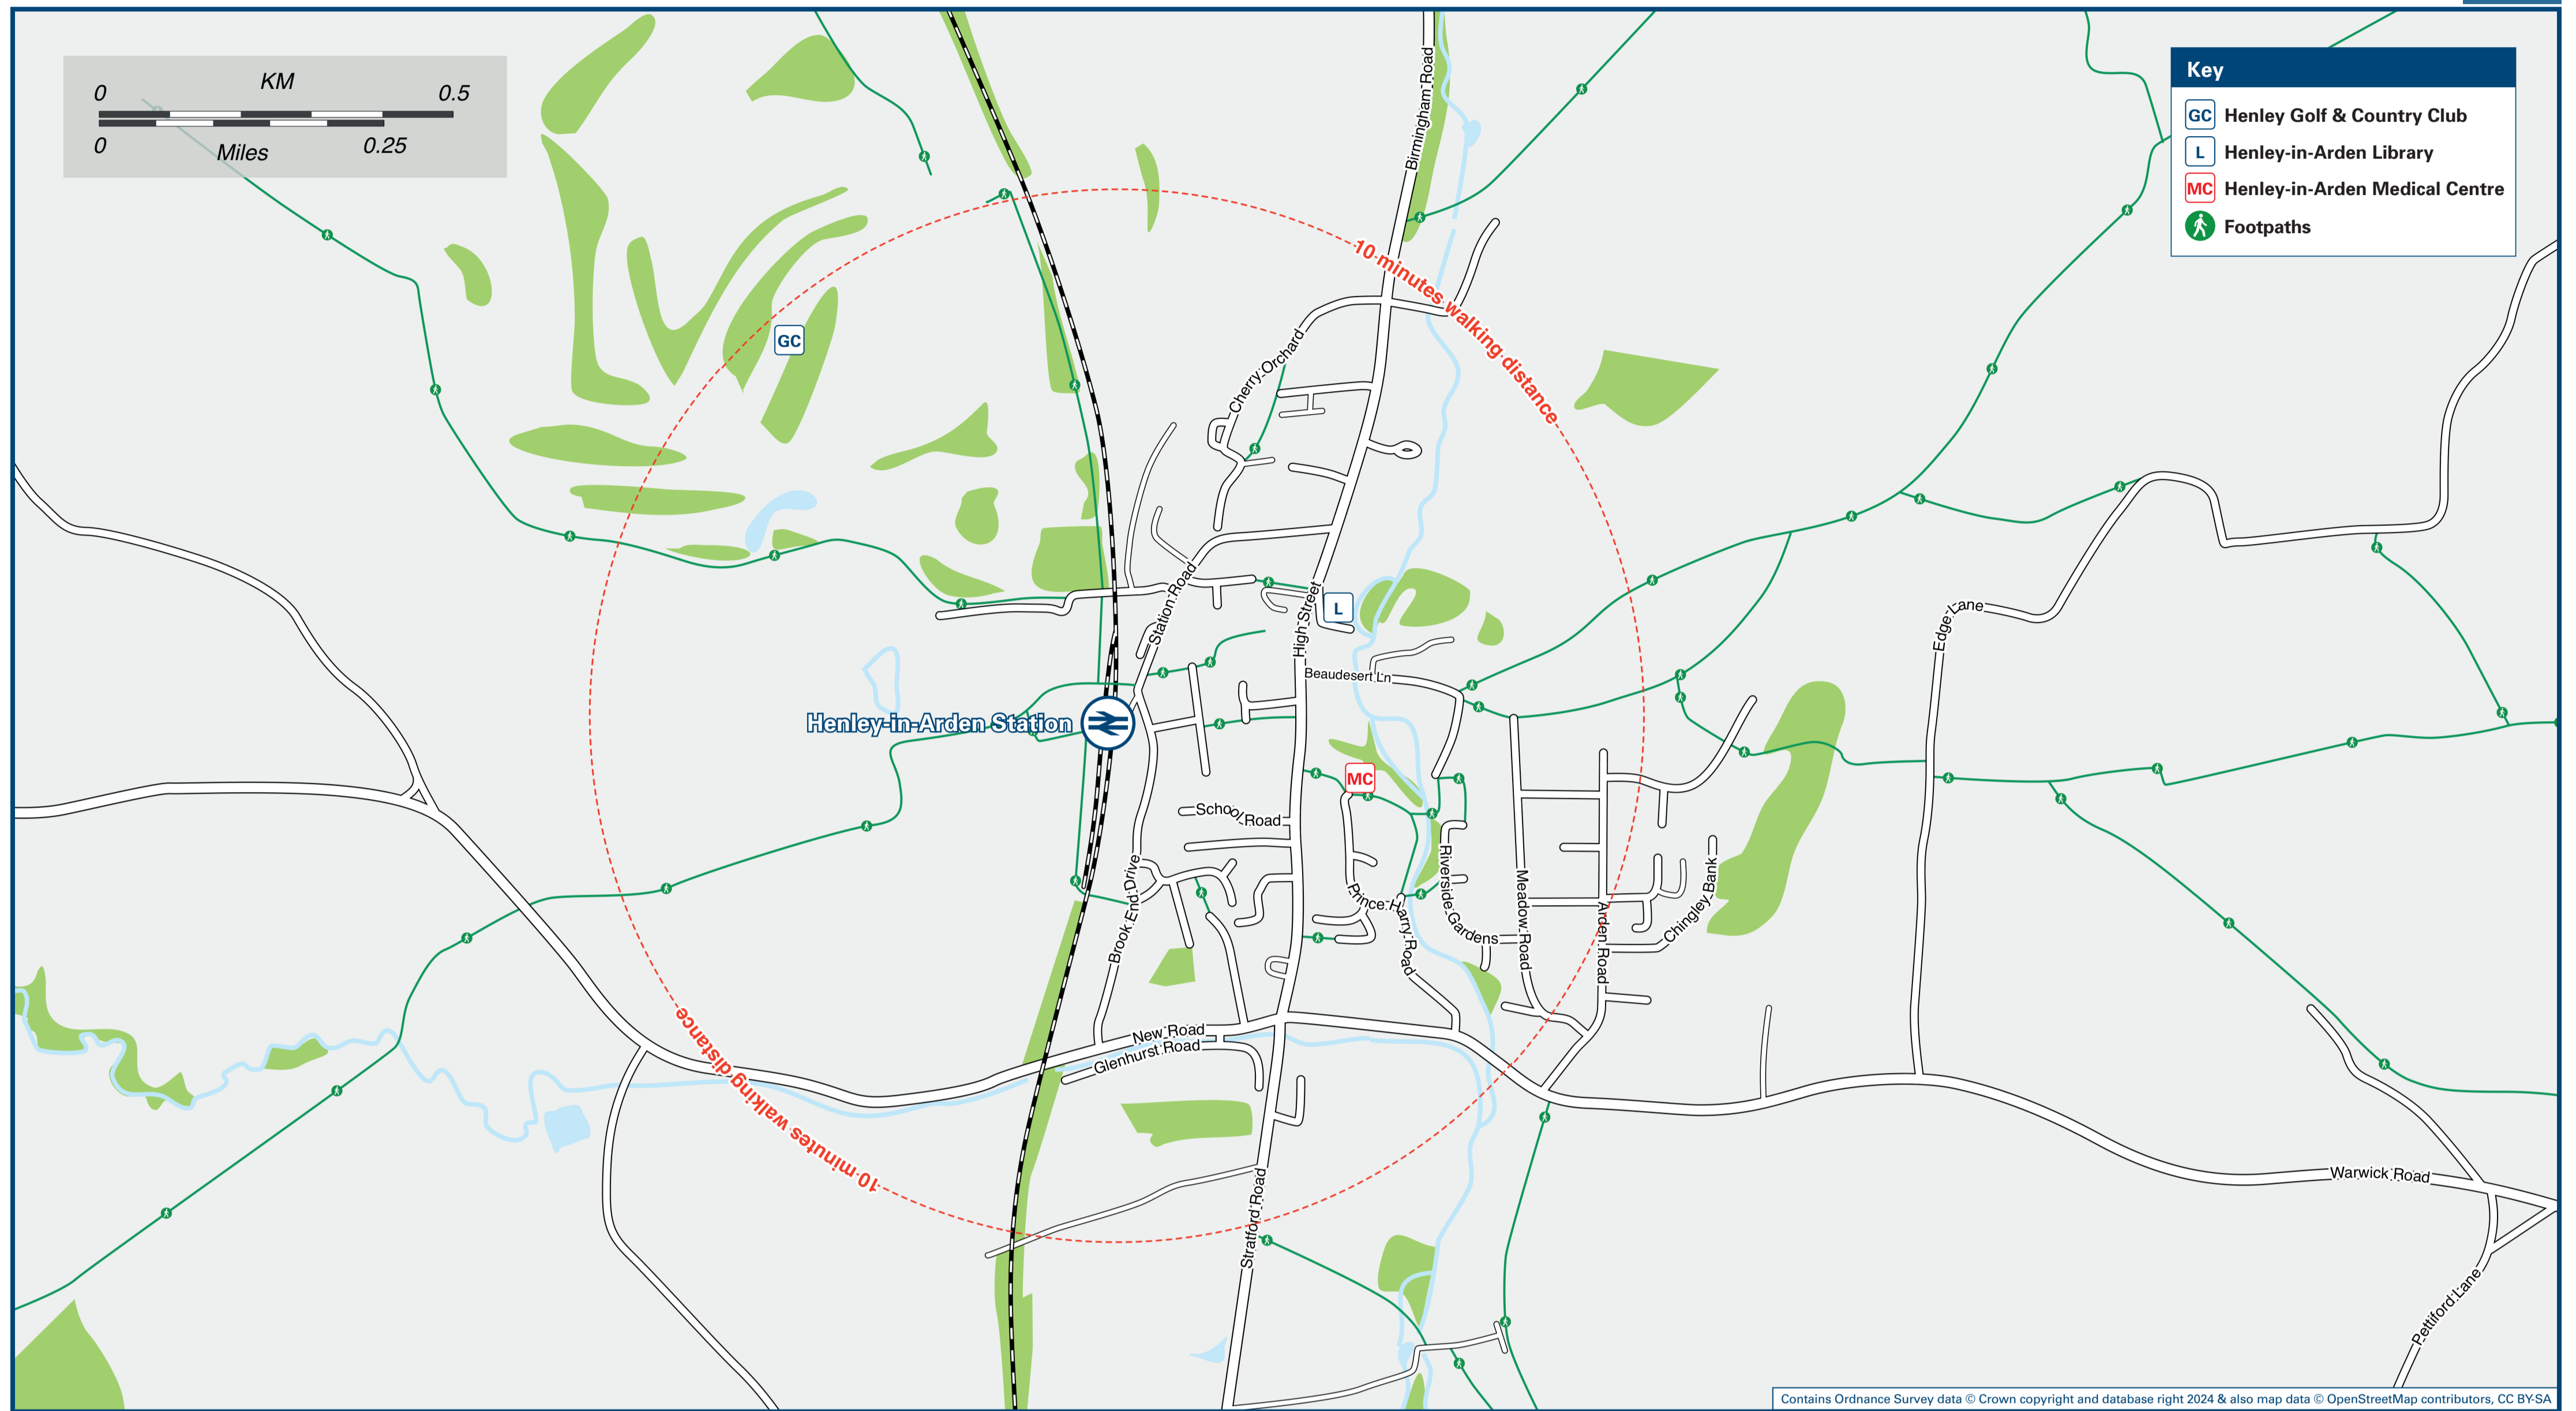 KM
0 0.5
0 0.25
Miles
Key
GC Henley Golf & Country Club
L Henley-in-Arden Library
MC Henley-in-Arden Medical Centre
Footpaths
Birmingham Road
10 minutes walking distance
GC
Cherry Orchard
Station Road
High Street
L
Edge Lane
Beaudesert Ln
Henley-in-Arden Station
MC
School Road
Brook End Drive
Prince Harry Road
Riverside Gardens
Meadow Road
Arden Road
Chingley Bank
New Road
Glenhurst Road
10 minutes walking distance
Stratford Road
Warwick Road
Pettiford Lane
Contains Ordnance Survey data © Crown copyright and database right 2024 & also map data © OpenStreetMap contributors, CC BY-SA